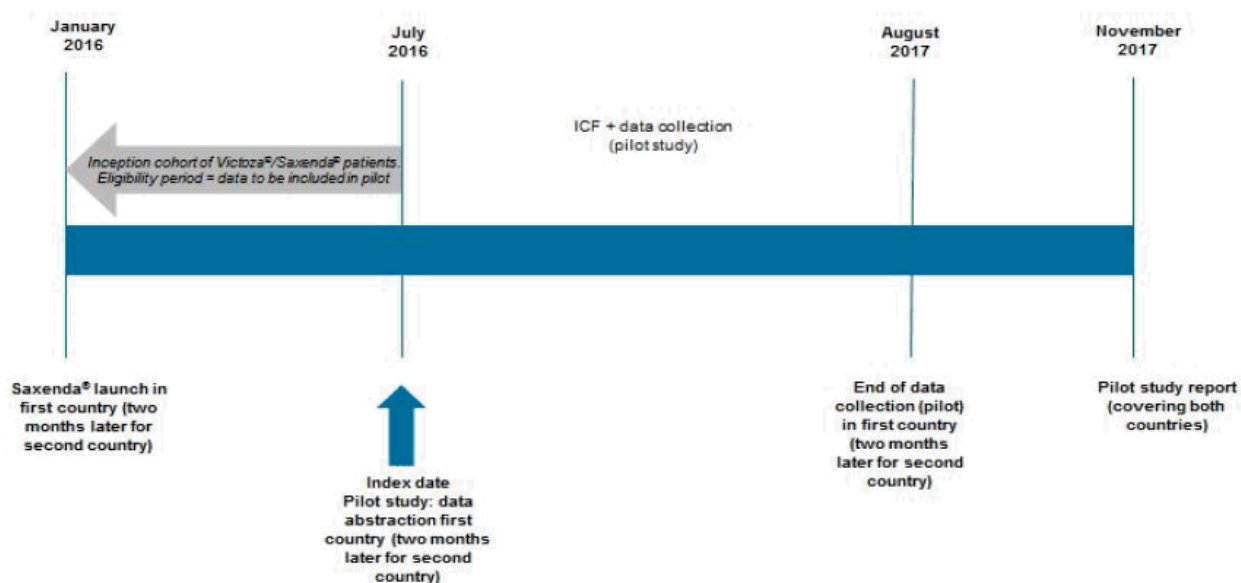 January
2016
July
2016
August
2017
November
2017
ICF + data collection
(pilot study)
Inception cohort of Victoza®/Saxenda® patients.
Eligibility period = data to be included in pilot
Saxenda® launch in
first country (two
months later for
second country)
Index date
Pilot study: data
abstraction first
country (two months
later for second
country)
End of data
collection (pilot)
in first country
(two months
later for second
country)
Pilot study report
(covering both
countries)